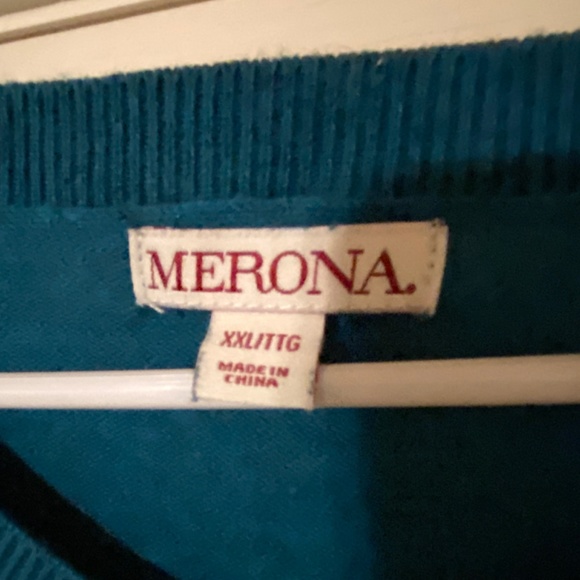 MERONA.
XXL/TTG
MADE IN
CHINA